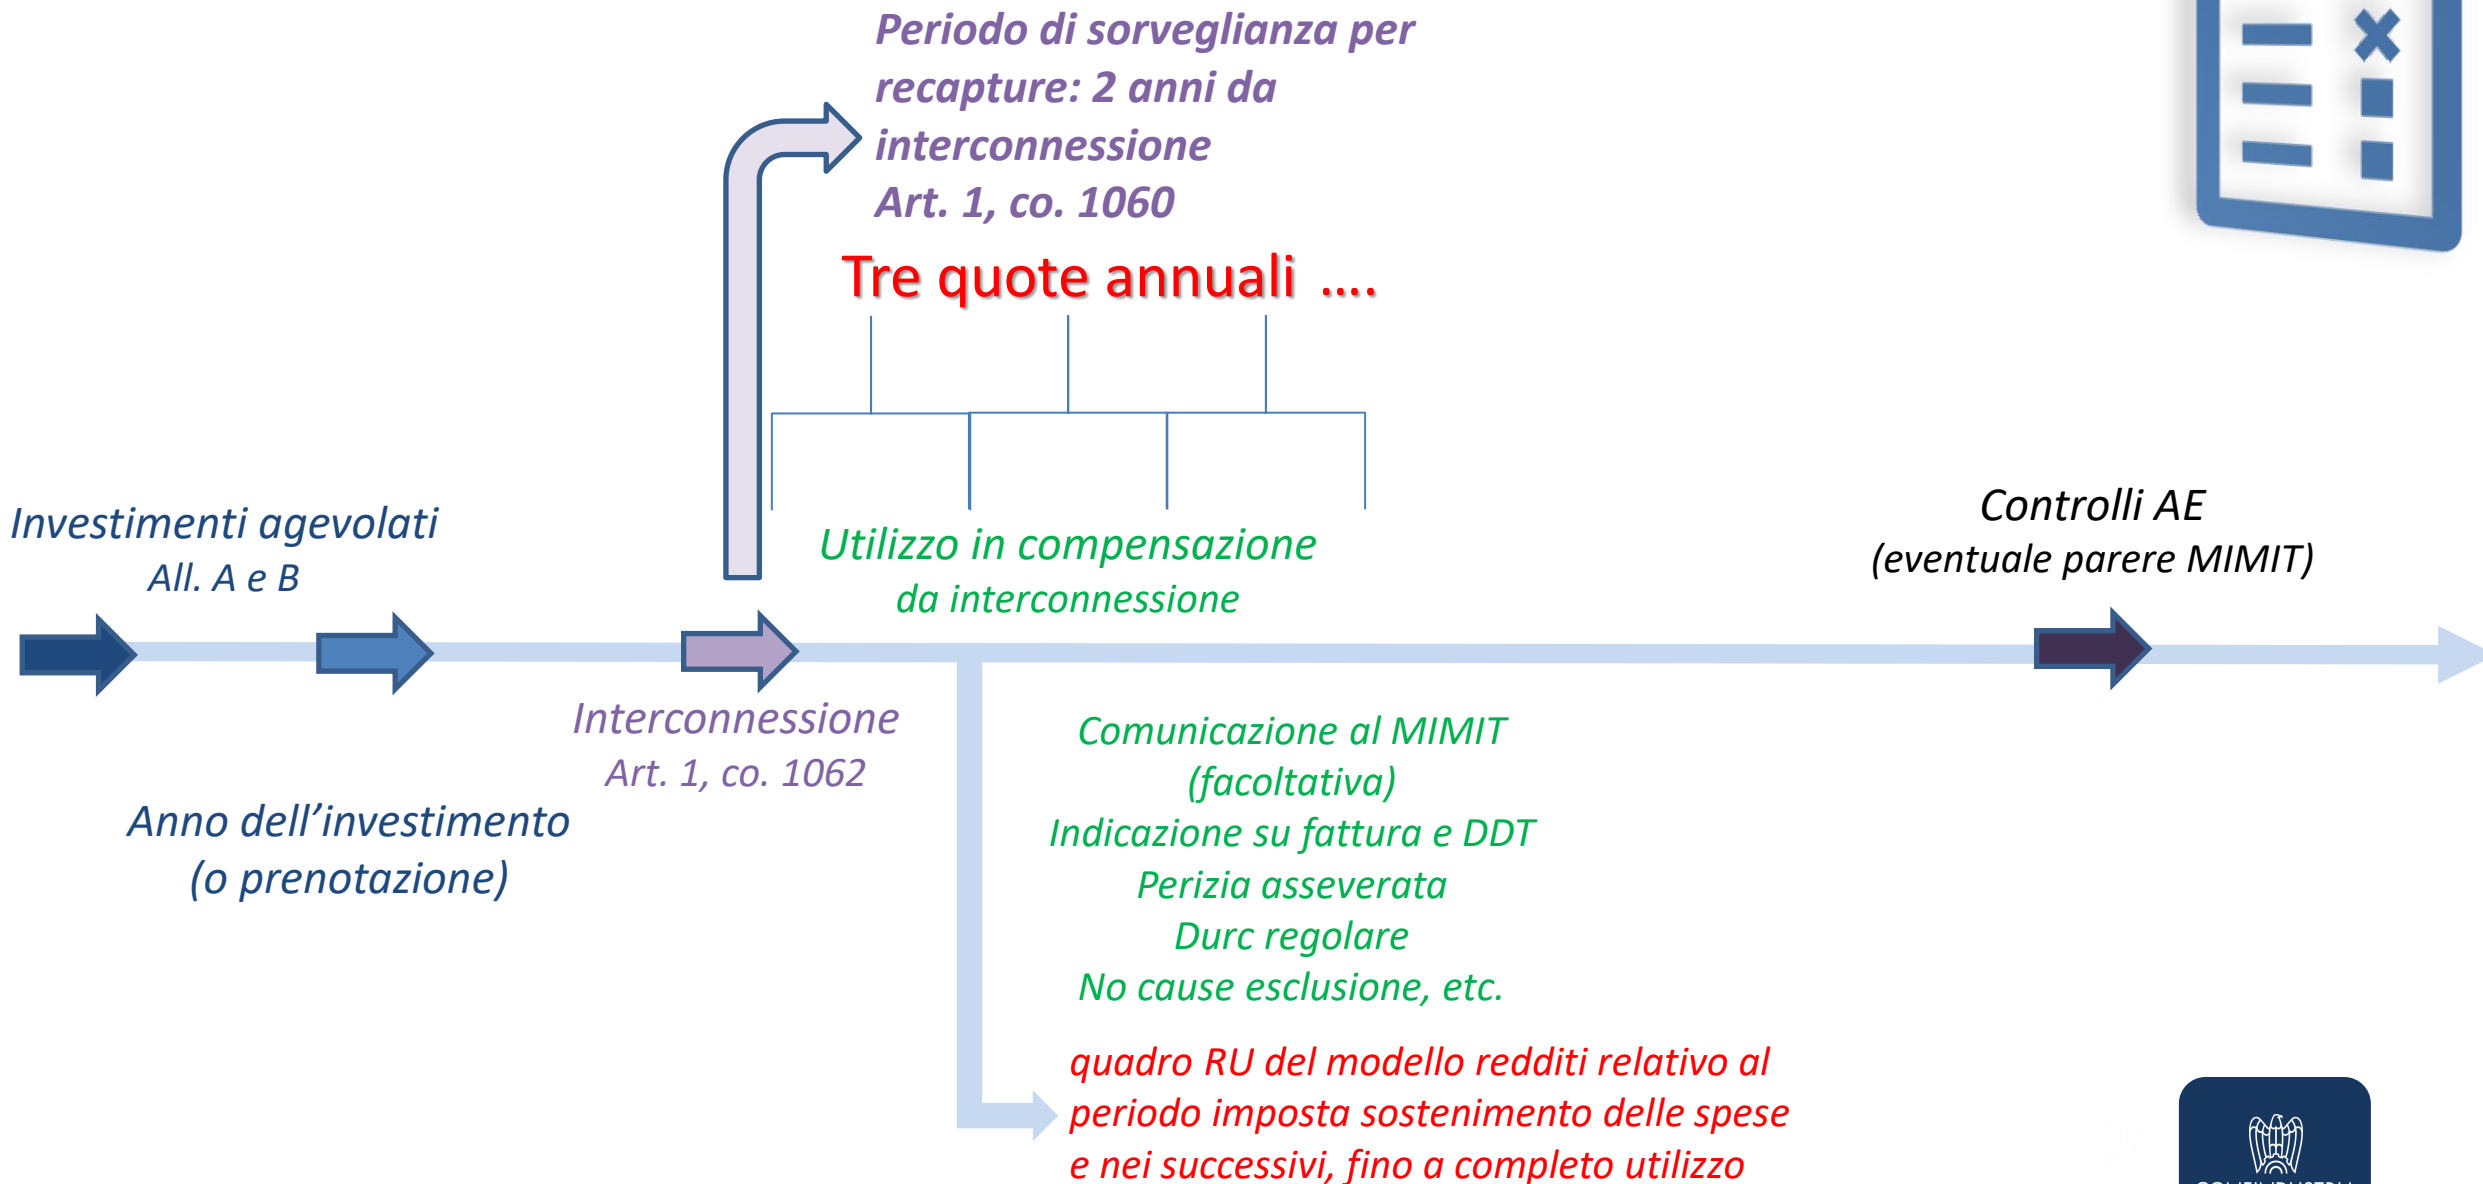 Periodo di sorveglianza per
recapture: 2 anni da
interconnessione
Art. 1, co. 1060
Tre quote annuali ....
Investimenti agevolati
All. A e B
Utilizzo in compensazione
da interconnessione
Controlli AE
(eventuale parere MIMIT)
Interconnessione
Art. 1, co. 1062
Anno dell’investimento
(o prenotazione)
Comunicazione al MIMIT
(facoltativa)
Indicazione su fattura e DDT
Perizia asseverata
Durc regolare
No cause esclusione, etc.
quadro RU del modello redditi relativo al
periodo imposta sostenimento delle spese
e nei successivi, fino a completo utilizzo